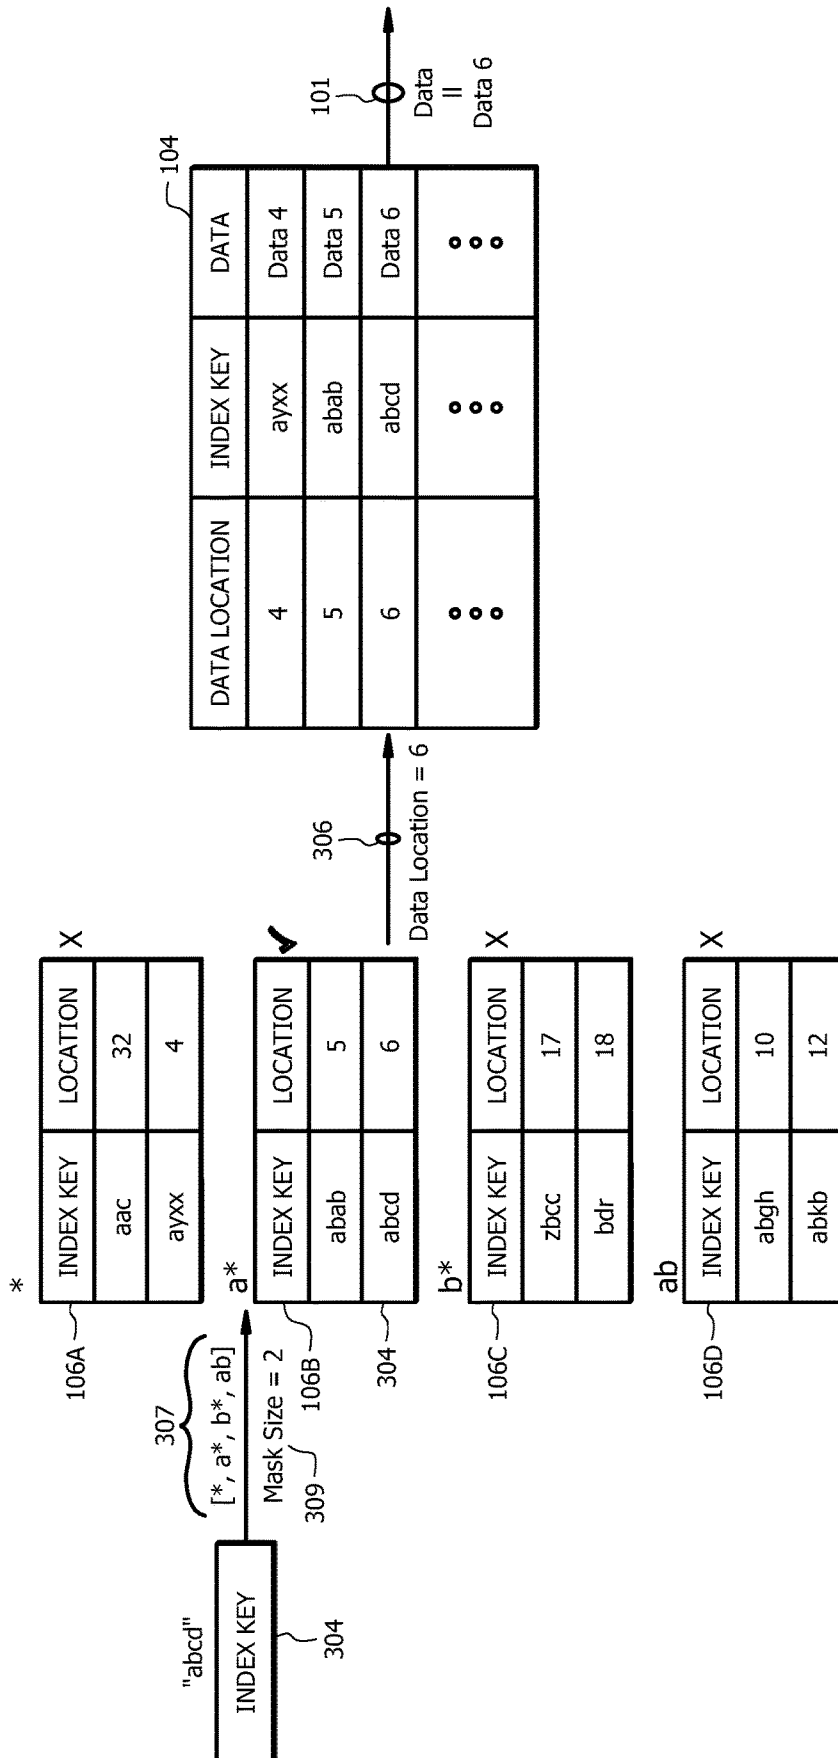 "abcd"
INDEX KEY
304
307
[*, a*, b*, ab]
Mask Size = 2
309
*
106A
INDEX KEY LOCATION
aac 32
ayxx 4
X
a*
106B
INDEX KEY LOCATION
abab 5
abcd 6
304
b*
106C
INDEX KEY LOCATION
zbcc 17
bdr 18
X
ab
106D
INDEX KEY LOCATION
abgh 10
abkb 12
X
306
Data Location = 6
104
DATA LOCATION INDEX KEY DATA
4 ayxx Data 4
5 abab Data 5
6 abcd Data 6
101
Data
=
Data 6